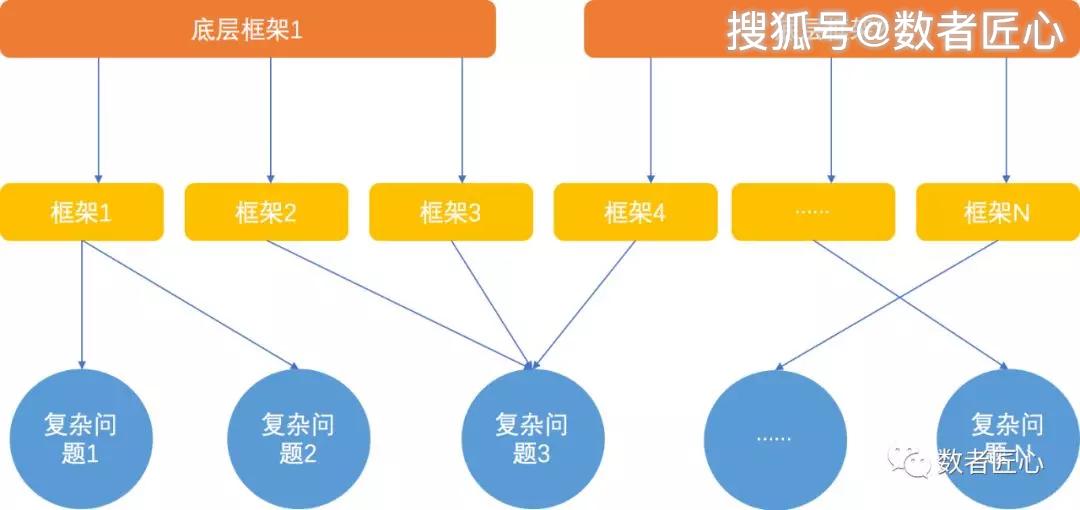 底层框架1
搜狐号@数者匠心
框架1
框架2
框架3
框架4
······
框架N
复杂问
题1
复杂问
题2
复杂问
题3
······
复杂问
题N
数者匠心